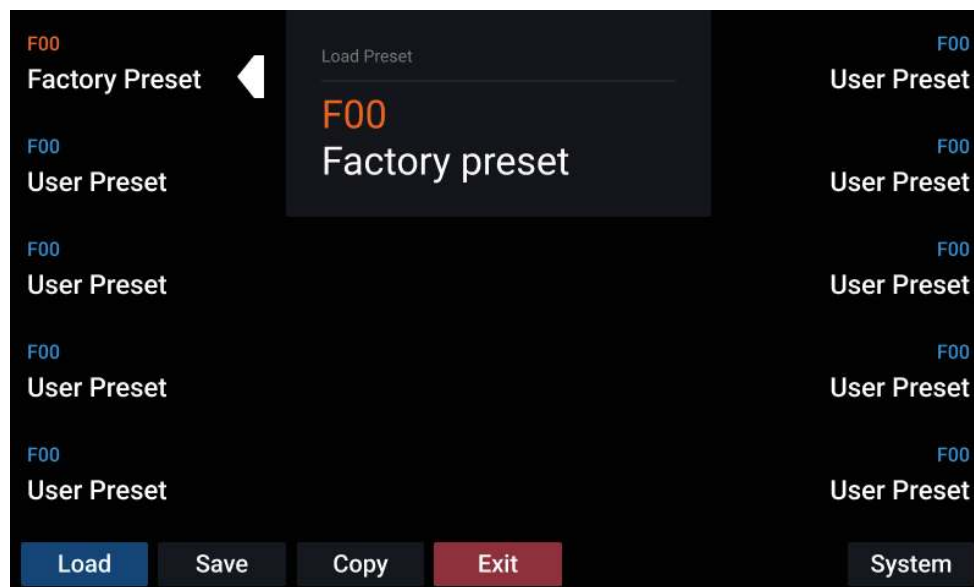 F00
Factory Preset
F00
User Preset
F00
User Preset
F00
User Preset
F00
User Preset
Load Preset
F00
Factory preset
F00
User Preset
F00
User Preset
F00
User Preset
F00
User Preset
F00
User Preset
Load
Save
Copy
Exit
System